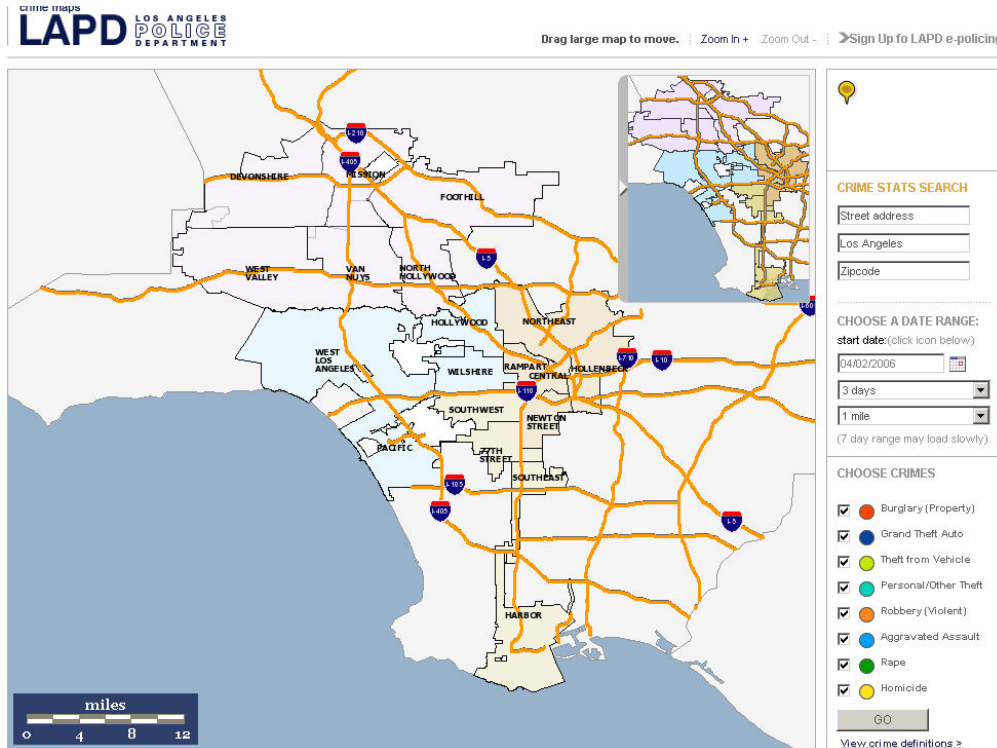 crime maps
LAPD LOS ANGELES
POLICE
DEPARTMENT
Drag large map to move. Zoom In + Zoom Out - >Sign Up fo LAPD e-policing
I-210
I-405
DEVONSHIRE
MISSION
FOOTHILL
I-5
WEST
VALLEY
VAN
NUYS
NORTH
HOLLYWOOD
HOLLYWOOD
NORTHEAST
WEST
LOS
ANGELES
WILSHIRE
RAMPART
CENTRAL
HOLLENBECK
I-710
I-10
I-110
SOUTHWEST
NEWTON
STREET
PACIFIC
77TH
STREET
SOUTHEAST
I-105
I-405
I-5
HARBOR
miles
0 4 8 12
CRIME STATS SEARCH
Street address
Los Angeles
Zipcode
CHOOSE A DATE RANGE:
start date:(click icon below)
04/02/2006
3 days
1 mile
(7 day range may load slowly)
CHOOSE CRIMES
Burglary (Property)
Grand Theft Auto
Theft from Vehicle
Personal/Other Theft
Robbery (Violent)
Aggravated Assault
Rape
Homicide
GO
View crime definitions >